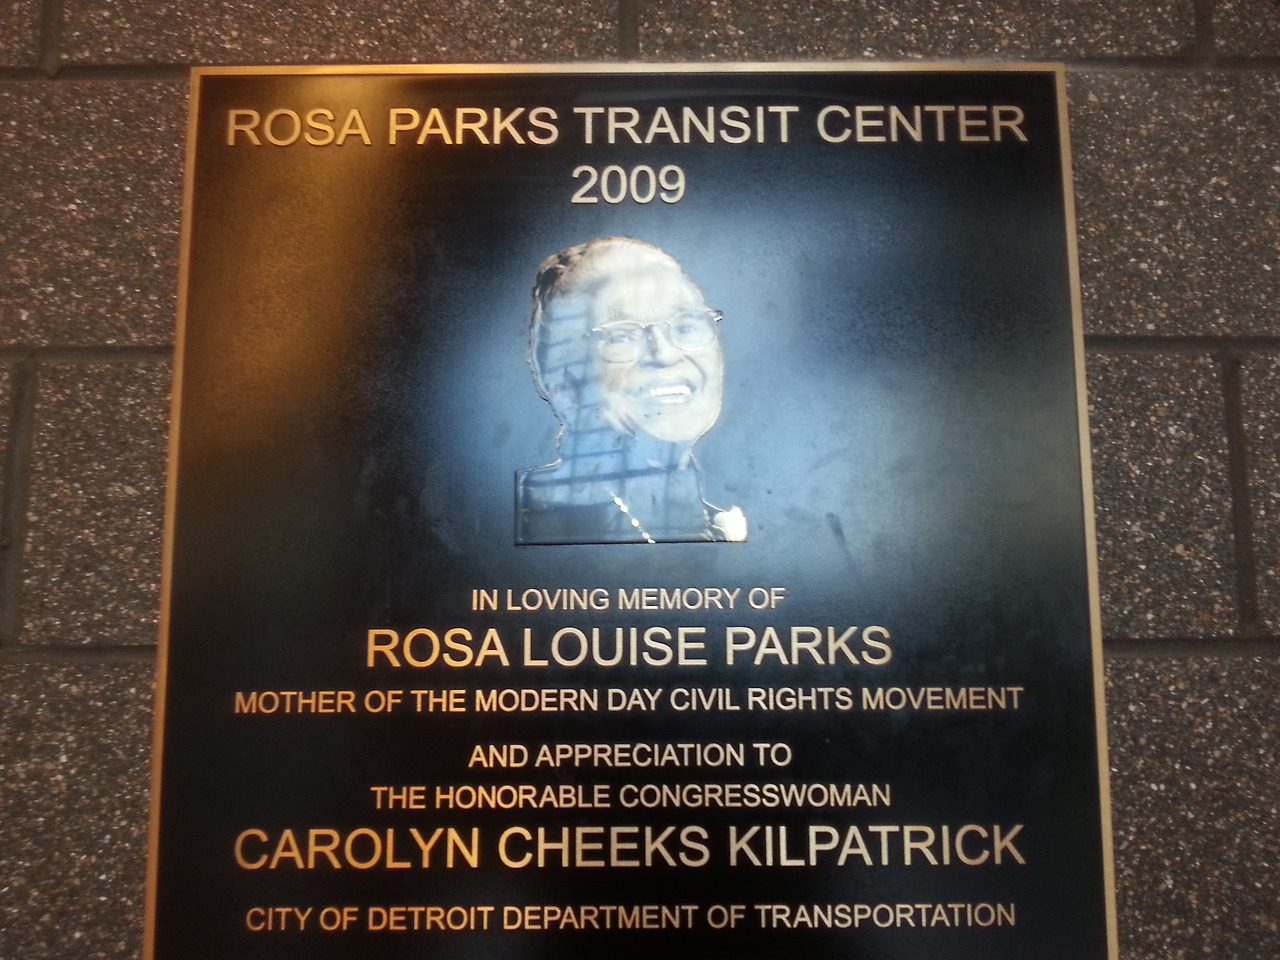 ROSA PARKS TRANSIT CENTER
2009
IN LOVING MEMORY OF
ROSA LOUISE PARKS
MOTHER OF THE MODERN DAY CIVIL RIGHTS MOVEMENT
AND APPRECIATION TO
THE HONORABLE CONGRESSWOMAN
CAROLYN CHEEKS KILPATRICK
CITY OF DETROIT DEPARTMENT OF TRANSPORTATION